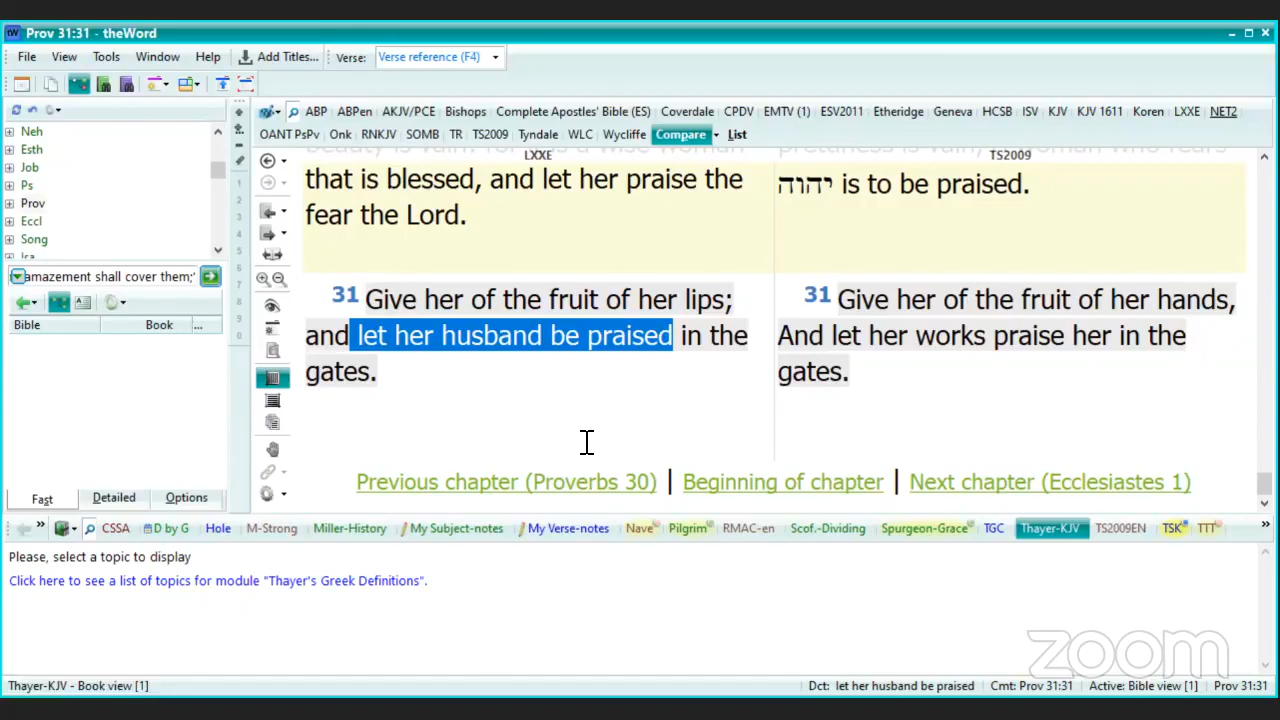 Prov 31:31 - theWord
File View Tools Window Help Add Titles... Verse: Verse reference (F4)
ABP ABPen AKJV/PCE Bishops Complete Apostles' Bible (ES) Coverdale CPDV EMTV (1) ESV2011 Etheridge Geneva HCSB ISV KJV KJV 1611 Koren LXXE NET2
OANT PsPv Onk RNKJV SOMB TR TS2009 Tyndale WLC Wycliffe Compare List
Neh
Esth
Job
Ps
Prov
Eccl
Song
Isa
amazement shall cover them;'
Bible Book ...
Fast Detailed Options
LXXE
that is blessed, and let her praise the
fear the Lord.
31 Give her of the fruit of her lips;
and let her husband be praised in the
gates.
TS2009
יהוה is to be praised.
31 Give her of the fruit of her hands,
And let her works praise her in the
gates.
Previous chapter (Proverbs 30) | Beginning of chapter | Next chapter (Ecclesiastes 1)
CSSA D by G Hole M-Strong Miller-History My Subject-notes My Verse-notes Nave Pilgrim RMAC-en Scof.-Dividing Spurgeon-Grace TGC Thayer-KJV TS2009EN TSK TTT
Please, select a topic to display
Click here to see a list of topics for module "Thayer's Greek Definitions".
zoom
Thayer-KJV - Book view [1] Dct: let her husband be praised Cmt: Prov 31:31 Active: Bible view [1] Prov 31:31